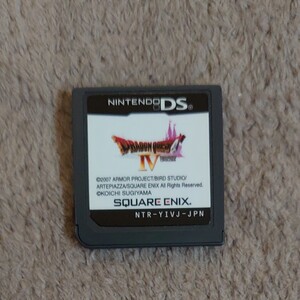 NINTENDO DS
DRAGON QUEST
IV
©2007 ARMOR PROJECT/BIRD STUDIO/
ARTEPIAZZA/SQUARE ENIX All Rights Reserved.
©KOICHI SUGIYAMA
SQUARE ENIX.
NTR-YIVJ-JPN